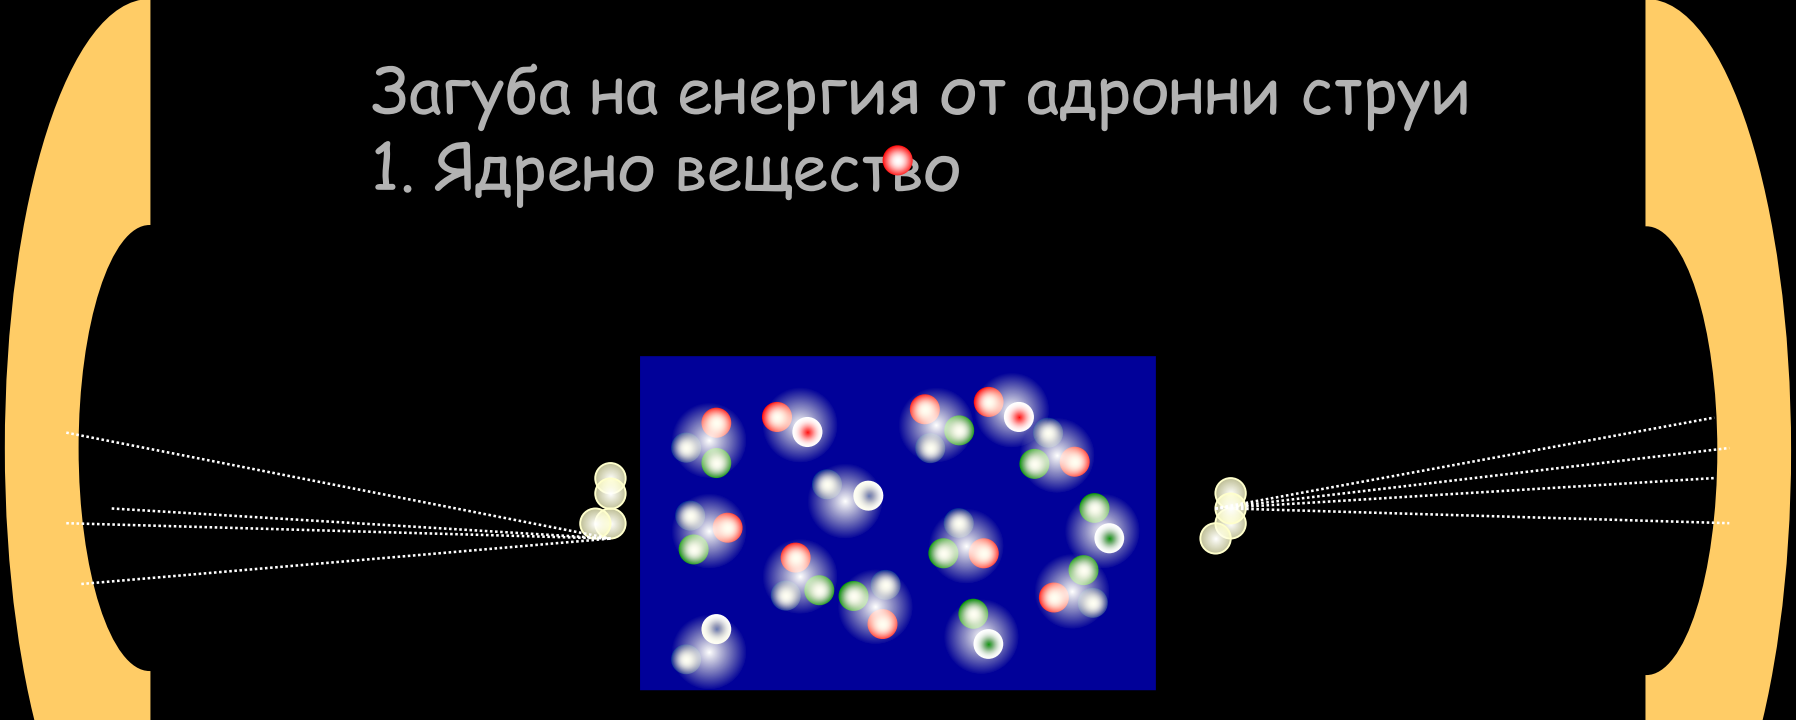 Загуба на енергия от адронни струи
1. Ядрено вещество